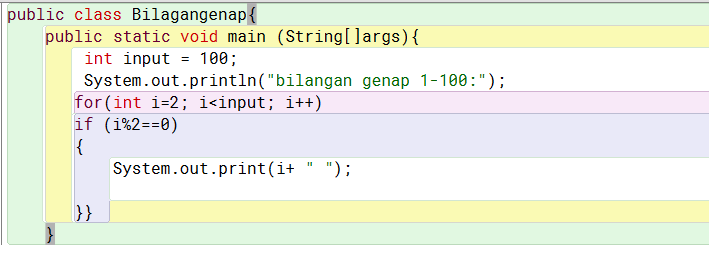 public class Bilagangenap{
public static void main (String[]args){
int input = 100;
System.out.println("bilangan genap 1-100:");
for(int i=2; i<input; i++)
if (i%2==0)
{
System.out.print(i+ " ");
}}
}